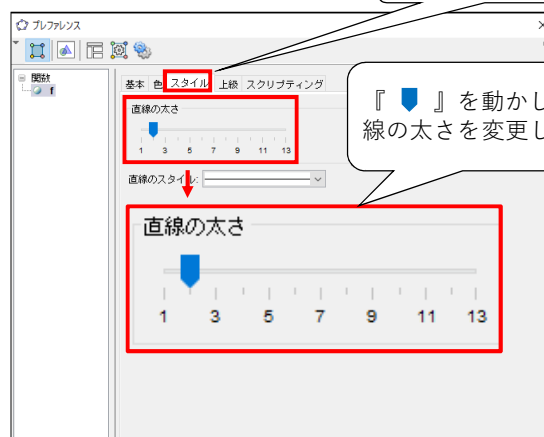 プレファレンス
関数
f
基本 色 スタイル 上級 スクリプティング
直線の太さ
1 3 5 7 9 11 13
直線のスタイル:
『 』を動かし
線の太さを変更し
直線の太さ
1 3 5 7 9 11 13